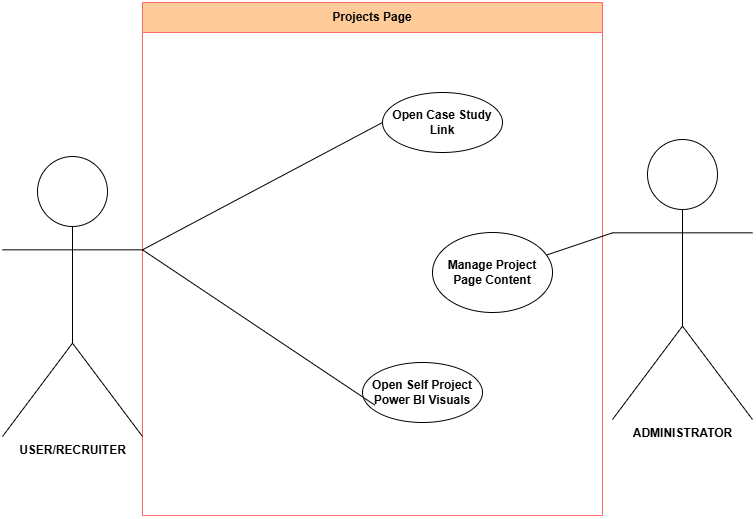 Projects Page
Open Case Study
Link
Manage Project
Page Content
Open Self Project
Power BI Visuals
ADMINISTRATOR
USER/RECRUITER